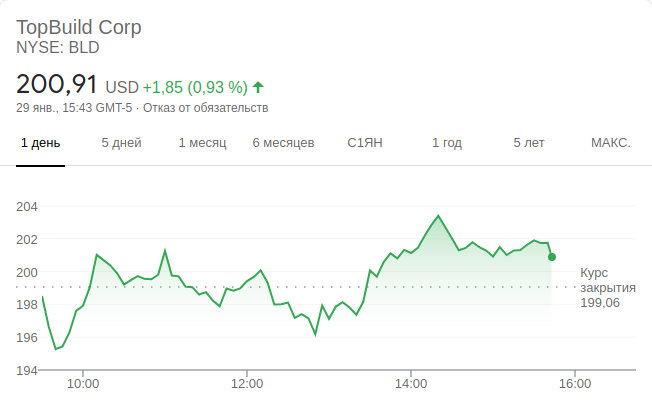 TopBuild Corp
NYSE: BLD
200,91 USD +1,85 (0,93 %)
29 янв., 15:43 GMT-5 · Отказ от обязательств
1 день 5 дней 1 месяц 6 месяцев С1ЯН 1 год 5 лет МАКС.
204
202
200
198
196
194
Курс
закрытия
199,06
10:00 12:00 14:00 16:00